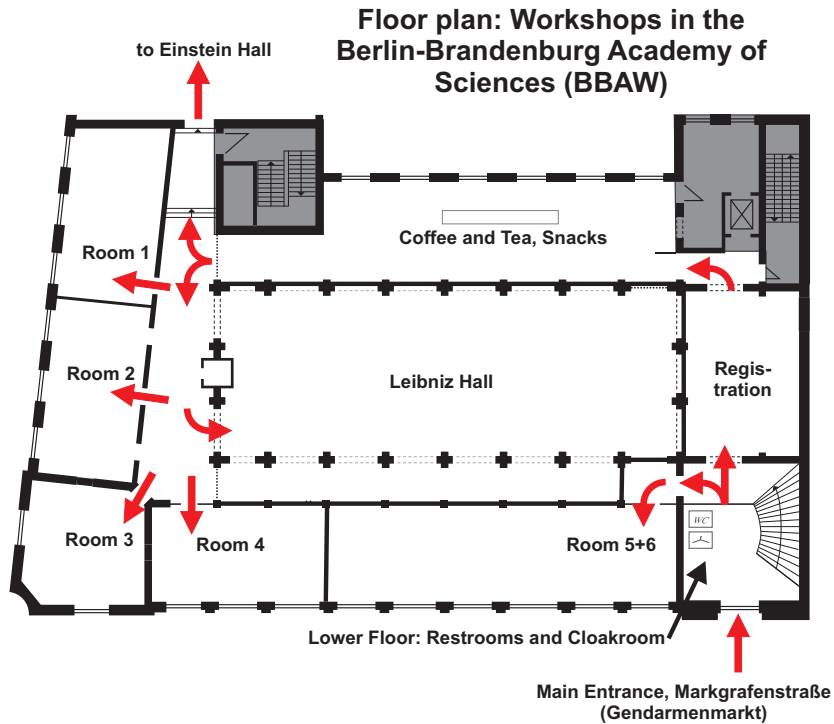 Floor plan: Workshops in the
Berlin-Brandenburg Academy of
Sciences (BBAW)
to Einstein Hall
Coffee and Tea, Snacks
Room 1
Room 2
Leibniz Hall
Regis-
tration
WC
Room 3
Room 4
Room 5+6
Lower Floor: Restrooms and Cloakroom
Main Entrance, Markgrafenstraße
(Gendarmenmarkt)